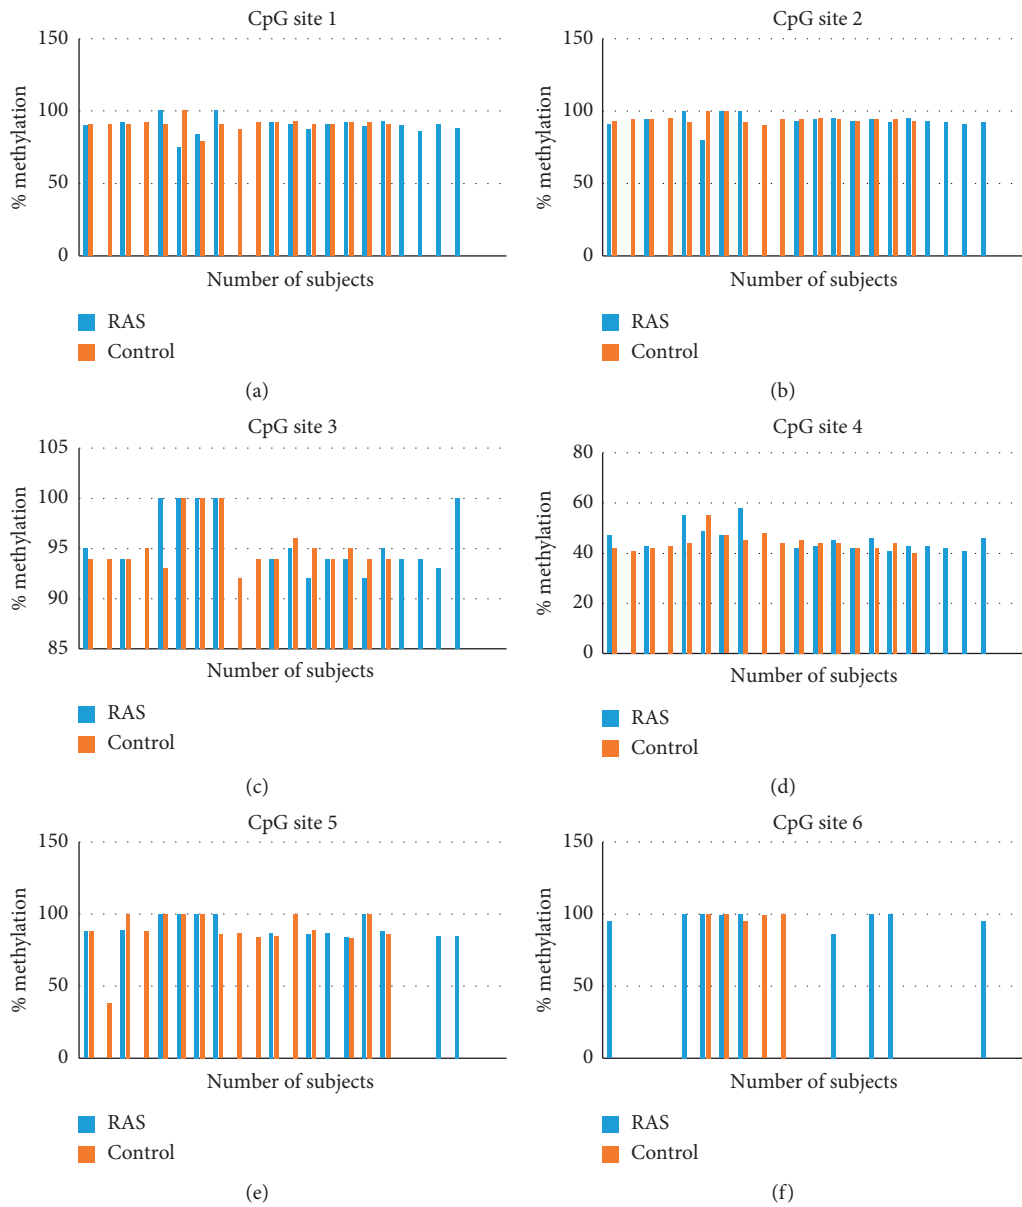 CpG site 1
150
100
50
0
% methylation
Number of subjects
RAS
Control
(a)
CpG site 2
150
100
50
0
% methylation
Number of subjects
RAS
Control
(b)
CpG site 3
105
100
95
90
85
% methylation
Number of subjects
RAS
Control
(c)
CpG site 4
80
60
40
20
0
% methylation
Number of subjects
RAS
Control
(d)
CpG site 5
150
100
50
0
% methylation
Number of subjects
RAS
Control
(e)
CpG site 6
150
100
50
0
% methylation
Number of subjects
RAS
Control
(f)